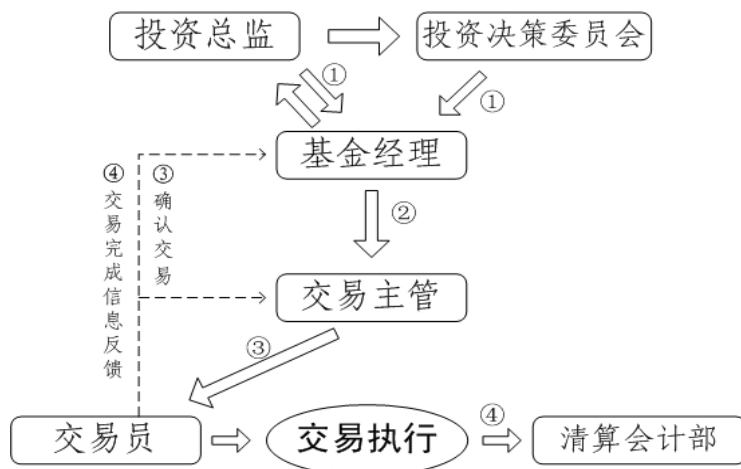 投资总监
投资决策委员会
①
①
基金经理
④交易完成信息反馈
③确认交易
②
交易主管
③
交易员
交易执行
④
清算会计部